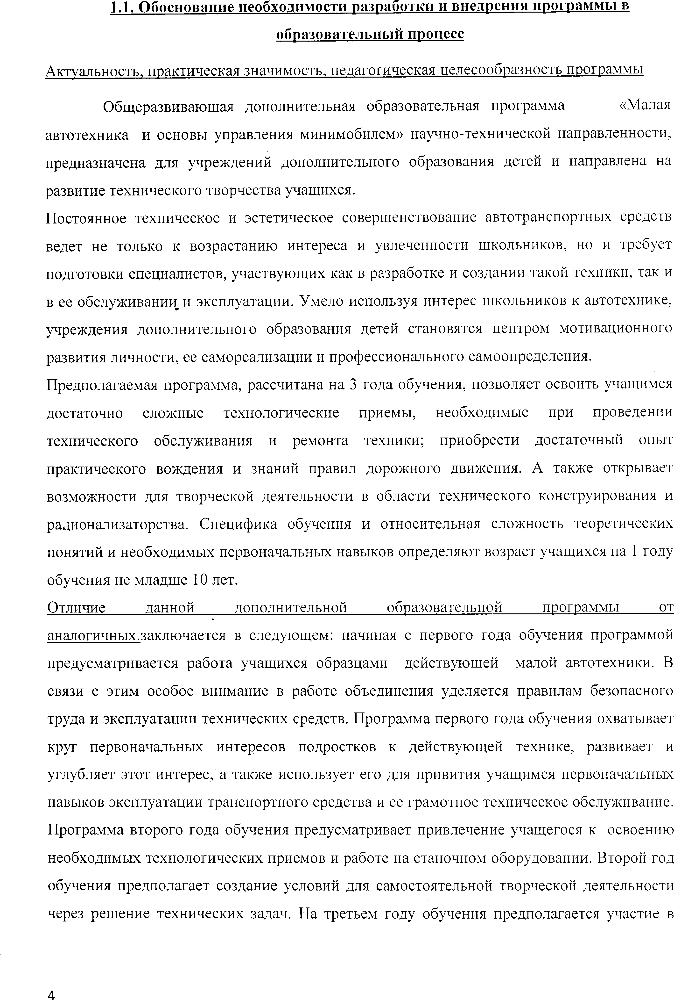 1.1. Обоснование необходимости разработки и внедрения программы в
образовательный процесс
Актуальность, практическая значимость, педагогическая целесообразность программы
Общеразвивающая дополнительная образовательная программа «Малая
автотехника и основы управления минимобилем» научно-технической направленности,
предназначена для учреждений дополнительного образования детей и направлена на
развитие технического творчества учащихся.
Постоянное техническое и эстетическое совершенствование автотранспортных средств
ведет не только к возрастанию интереса и увлеченности школьников, но и требует
подготовки специалистов, участвующих как в разработке и создании такой техники, так и
в ее обслуживании и эксплуатации. Умело используя интерес школьников к автотехнике,
учреждения дополнительного образования детей становятся центром мотивационного
развития личности, ее самореализации и профессионального самоопределения.
Предполагаемая программа, рассчитана на 3 года обучения, позволяет освоить учащимся
достаточно сложные технологические приемы, необходимые при проведении
технического обслуживания и ремонта техники; приобрести достаточный опыт
практического вождения и знаний правил дорожного движения. А также открывает
возможности для творческой деятельности в области технического конструирования и
рационализаторства. Специфика обучения и относительная сложность теоретических
понятий и необходимых первоначальных навыков определяют возраст учащихся на 1 году
обучения не младше 10 лет.
Отличие данной дополнительной образовательной программы от
аналогичных.заключается в следующем: начиная с первого года обучения программой
предусматривается работа учащихся образцами действующей малой автотехники. В
связи с этим особое внимание в работе объединения уделяется правилам безопасного
труда и эксплуатации технических средств. Программа первого года обучения охватывает
круг первоначальных интересов подростков к действующей технике, развивает и
углубляет этот интерес, а также использует его для привития учащимся первоначальных
навыков эксплуатации транспортного средства и ее грамотное техническое обслуживание.
Программа второго года обучения предусматривает привлечение учащегося к освоению
необходимых технологических приемов и работе на станочном оборудовании. Второй год
обучения предполагает создание условий для самостоятельной творческой деятельности
через решение технических задач. На третьем году обучения предполагается участие в
4